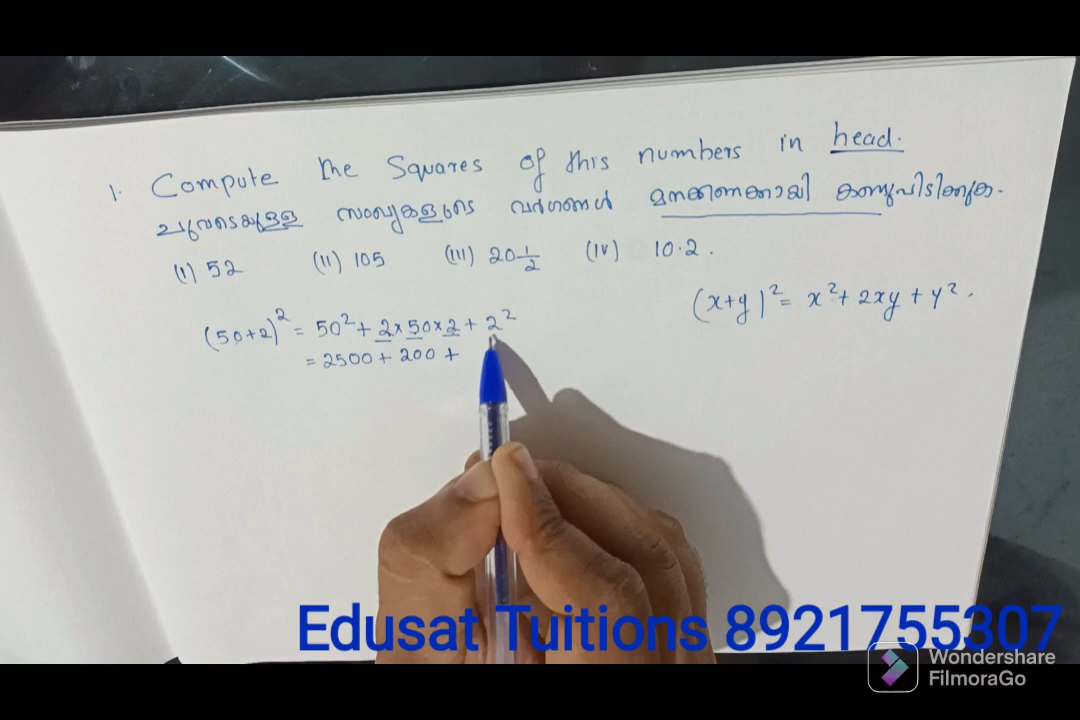 1. Compute the Squares of this numbers in head.
ചുവടെയുള്ള സംഖ്യകളുടെ വർഗങ്ങൾ മനക്കണക്കായി കണ്ടുപിടിക്കുക.
(I) 52 (II) 105 (III) 20 1/2 (IV) 10.2.
(x+y)² = x² + 2xy + y².
(50+2)² = 50² + 2×50×2 + 2²
= 2500 + 200 +
Edusat Tuitions 8921755307
Wondershare
FilmoraGo